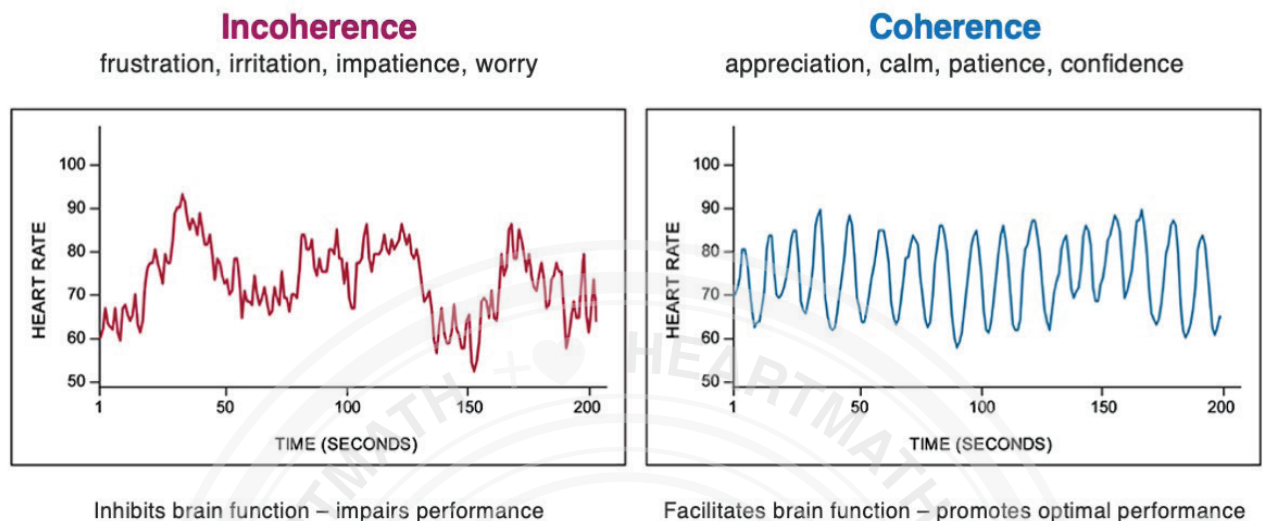 Incoherence
frustration, irritation, impatience, worry
HEART RATE
100
90
80
70
60
50
1 50 100 150 200
TIME (SECONDS)
Inhibits brain function – impairs performance
Coherence
appreciation, calm, patience, confidence
HEART RATE
100
90
80
70
60
50
1 50 100 150 200
TIME (SECONDS)
Facilitates brain function – promotes optimal performance
HEARTMATH